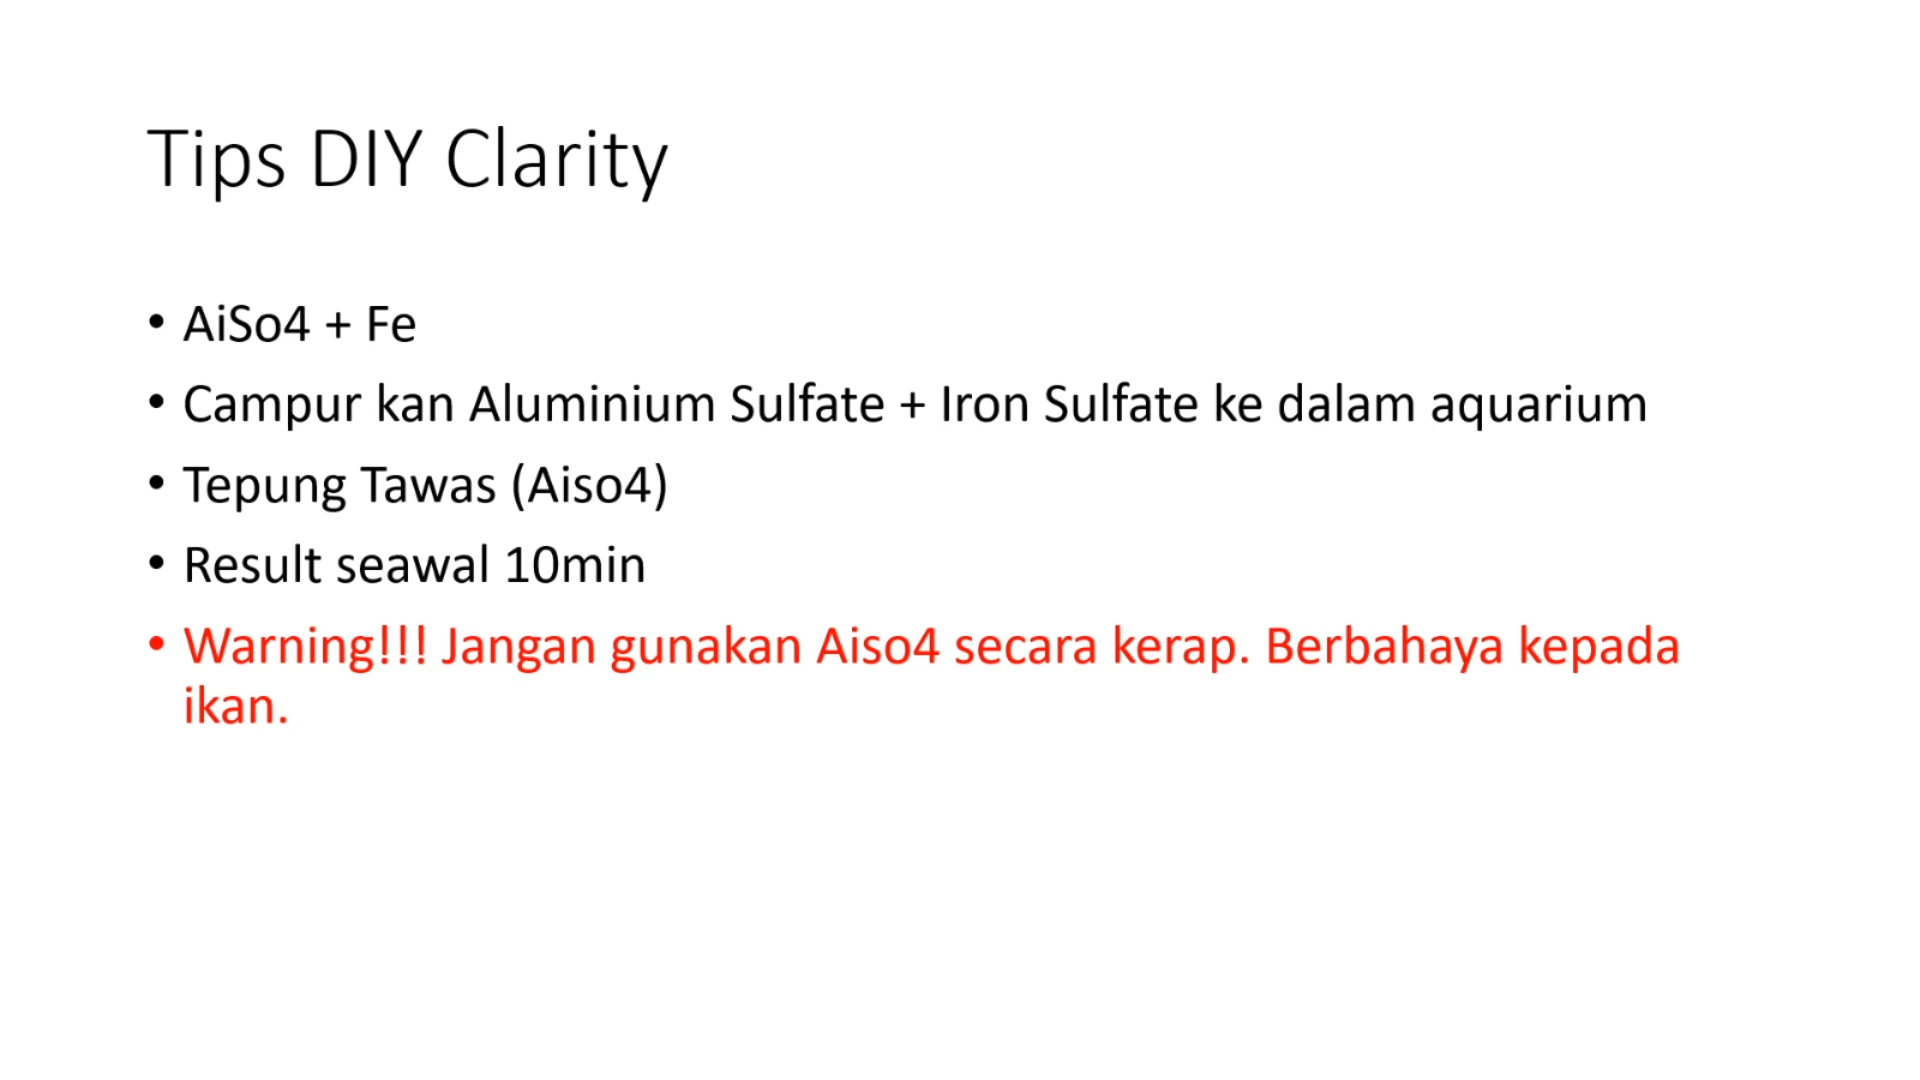 Tips DIY Clarity
• AiSo4 + Fe
• Campur kan Aluminium Sulfate + Iron Sulfate ke dalam aquarium
• Tepung Tawas (Aiso4)
• Result seawal 10min
• Warning!!! Jangan gunakan Aiso4 secara kerap. Berbahaya kepada
ikan.